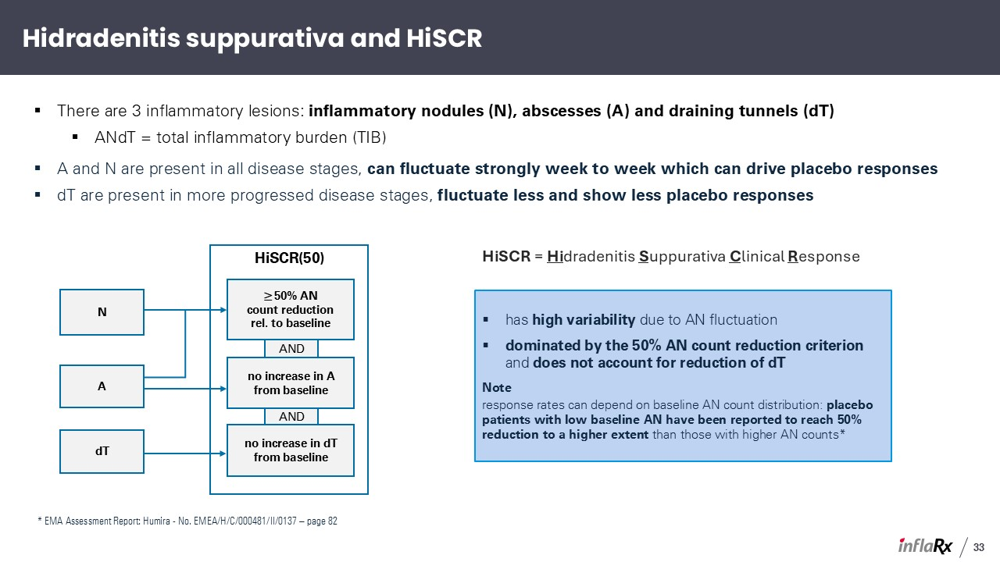 Hidradenitis suppurativa and HiSCR
▪ There are 3 inflammatory lesions: inflammatory nodules (N), abscesses (A) and draining tunnels (dT)
▪ ANdT = total inflammatory burden (TIB)
▪ A and N are present in all disease stages, can fluctuate strongly week to week which can drive placebo responses
▪ dT are present in more progressed disease stages, fluctuate less and show less placebo responses
HiSCR(50)
N
A
dT
≥50% AN
count reduction
rel. to baseline
AND
no increase in A
from baseline
AND
no increase in dT
from baseline
HiSCR = Hidradenitis Suppurativa Clinical Response
▪ has high variability due to AN fluctuation
▪ dominated by the 50% AN count reduction criterion
and does not account for reduction of dT
Note
response rates can depend on baseline AN count distribution: placebo
patients with low baseline AN have been reported to reach 50%
reduction to a higher extent than those with higher AN counts*
* EMA Assessment Report: Humira - No. EMEA/H/C/000481/II/0137 – page 82
inflaRx
33